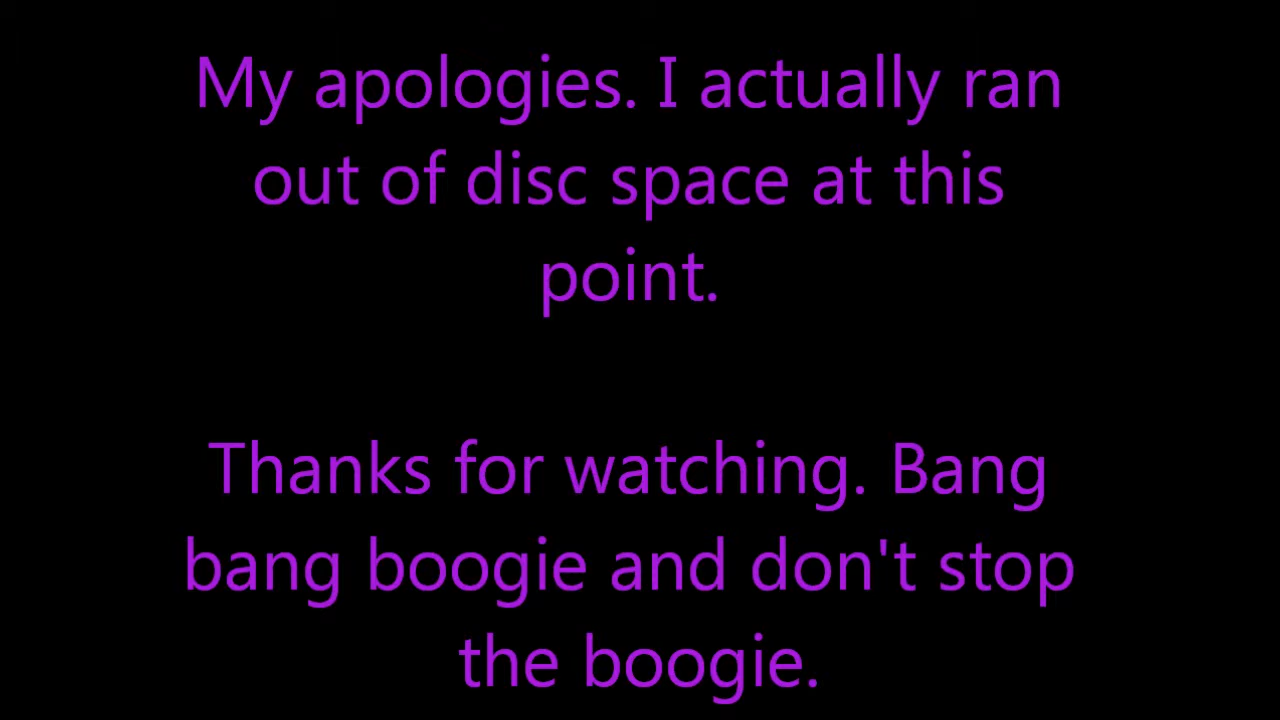 My apologies. I actually ran
out of disc space at this
point.
Thanks for watching. Bang
bang boogie and don't stop
the boogie.